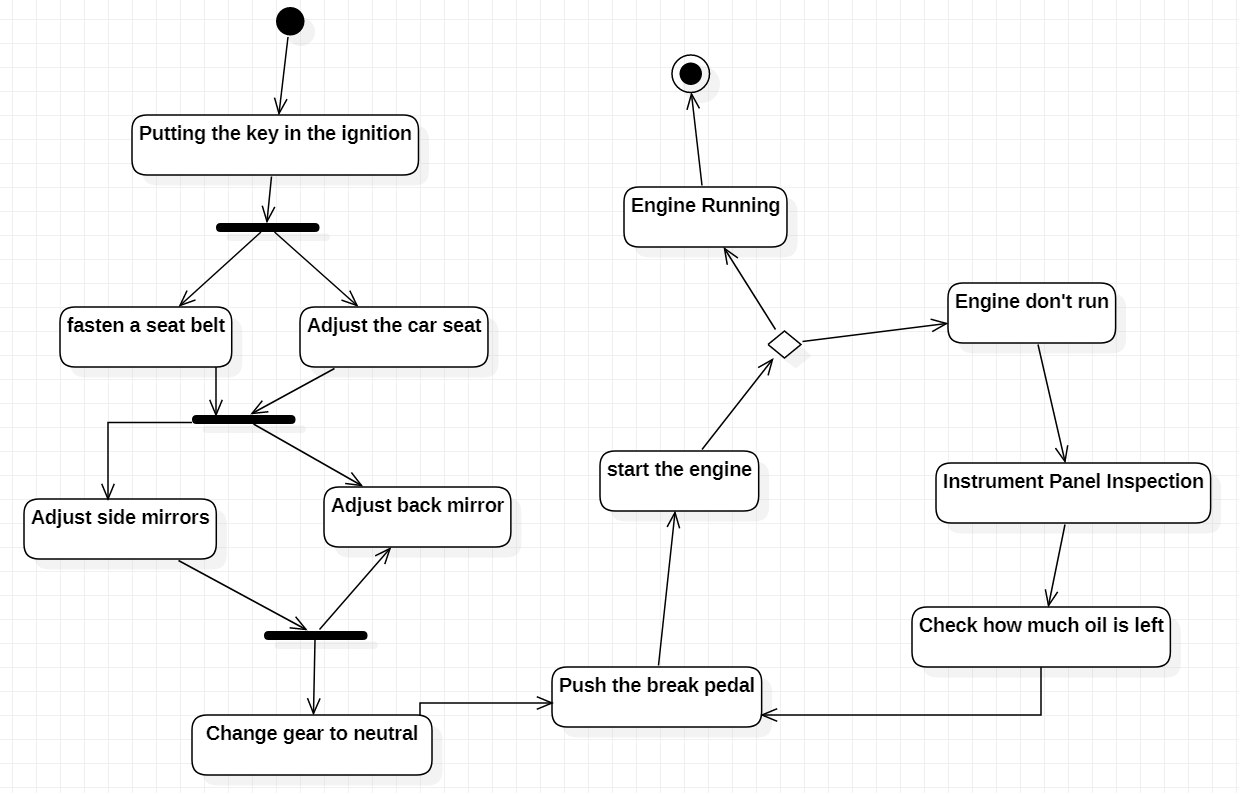 Putting the key in the ignition
fasten a seat belt
Adjust the car seat
Adjust side mirrors
Adjust back mirror
Change gear to neutral
Push the break pedal
start the engine
Engine Running
Engine don't run
Instrument Panel Inspection
Check how much oil is left